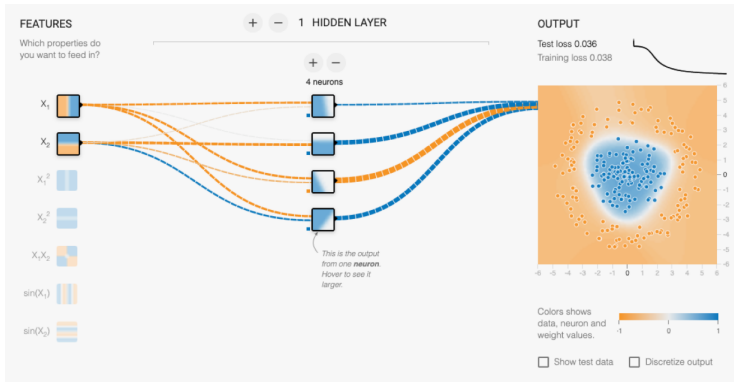 FEATURES
Which properties do
you want to feed in?
+ − 1 HIDDEN LAYER
+ −
4 neurons
X₁
X₂
X₁²
X₂²
X₁X₂
sin(X₁)
sin(X₂)
This is the output
from one neuron.
Hover to see it
larger.
OUTPUT
Test loss 0.036
Training loss 0.038
6
5
4
3
2
1
0
-1
-2
-3
-4
-5
-6
-6 -5 -4 -3 -2 -1 0 1 2 3 4 5 6
Colors shows
data, neuron and
weight values.
-1 0 1
Show test data Discretize output